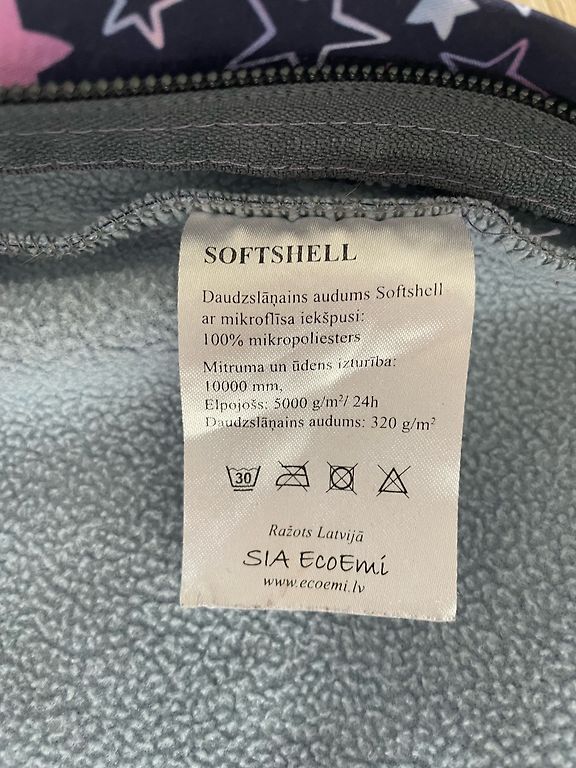 SOFTSHELL
Daudzslāņains audums Softshell
ar mikroflīsa iekšpusi:
100% mikropoliesters
Mitruma un ūdens izturība:
10000 mm,
Elpojošs: 5000 g/m²/ 24h
Daudzslāņains audums: 320 g/m²
30
Ražots Latvijā
SIA EcoEmi
www.ecoemi.lv